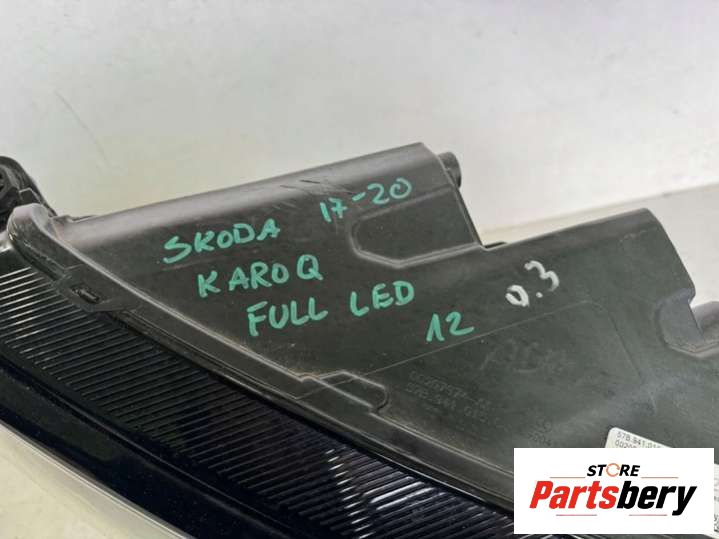 SKODA 17-20
KAROQ
FULL LED
12 0.3
STORE
Partsbery